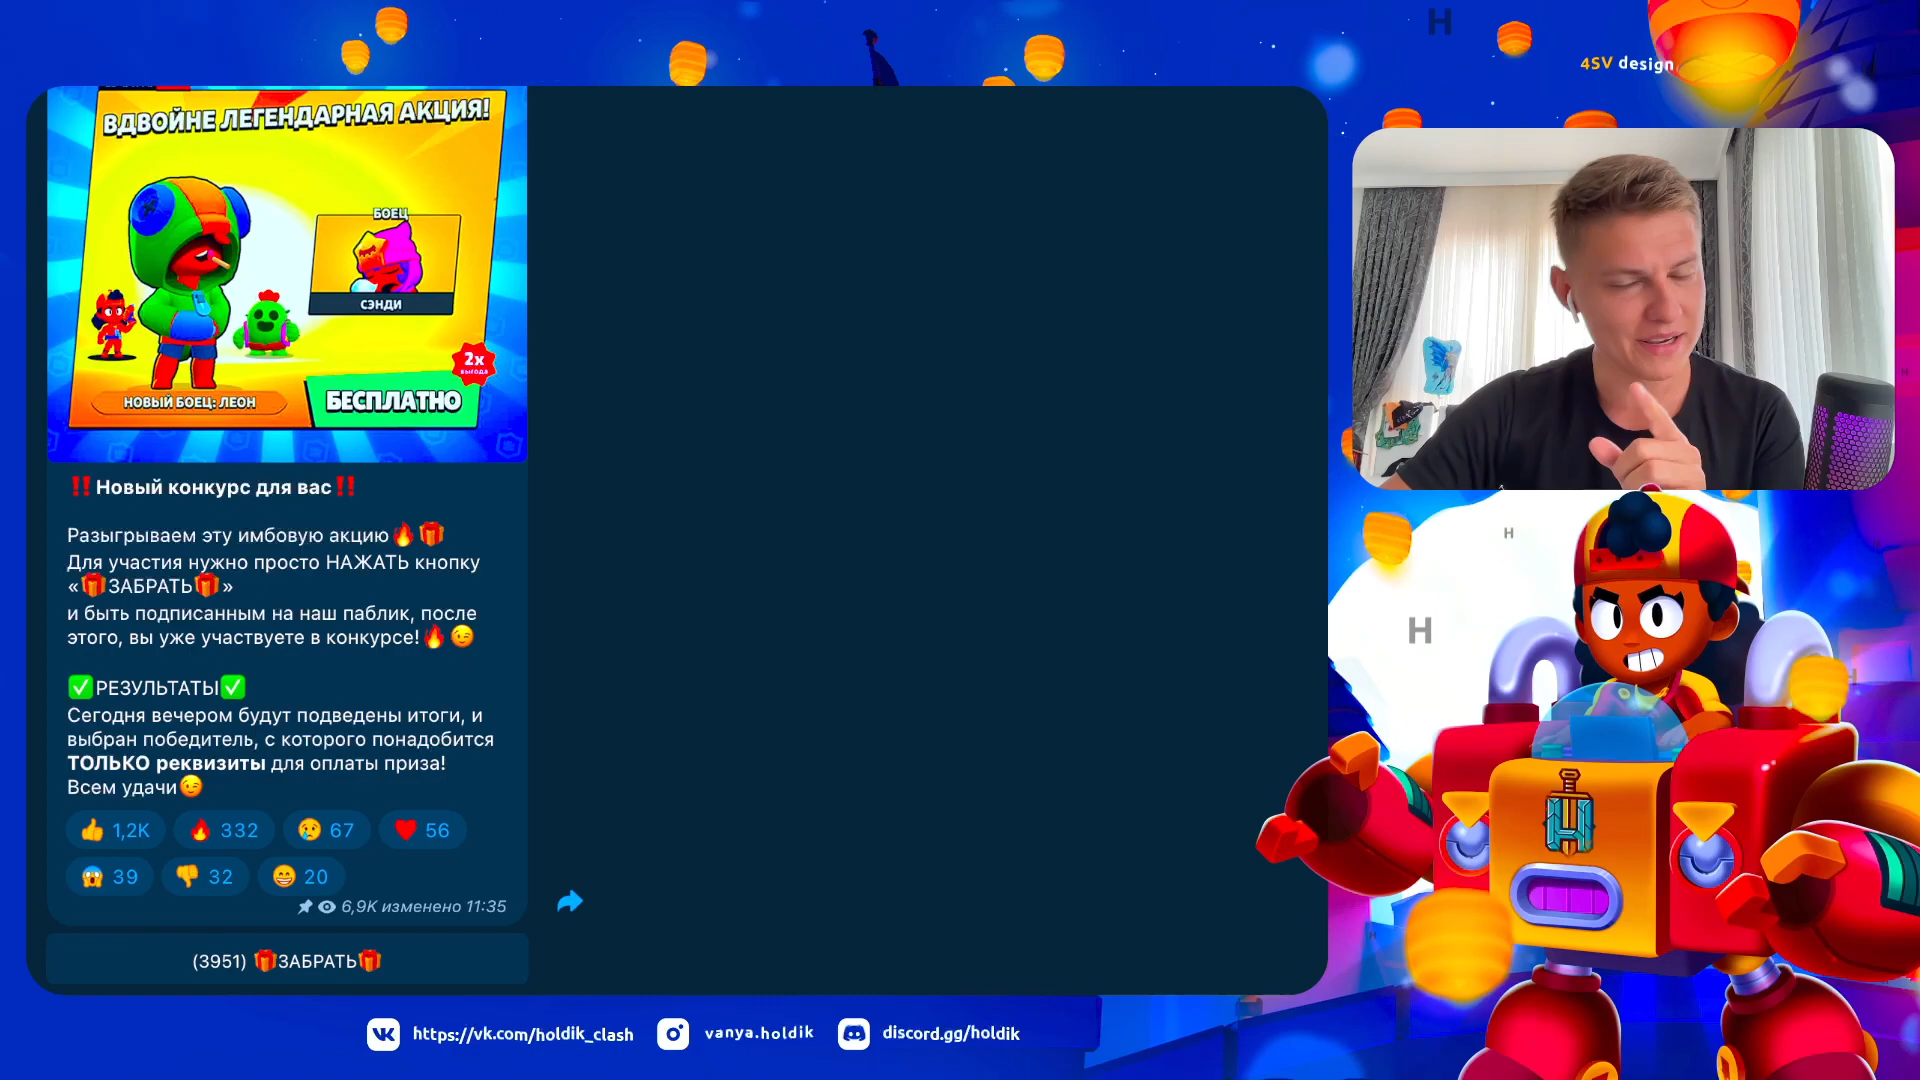 4SV design
ВДВОЙНЕ ЛЕГЕНДАРНАЯ АКЦИЯ!
БОЕЦ
СЭНДИ
2x
выгода
НОВЫЙ БОЕЦ: ЛЕОН
БЕСПЛАТНО
‼️Новый конкурс для вас‼️
Разыгрываем эту имбовую акцию🔥🎁
Для участия нужно просто НАЖАТЬ кнопку
«🎁ЗАБРАТЬ🎁»
и быть подписанным на наш паблик, после
этого, вы уже участвуете в конкурсе!🔥😉
✅РЕЗУЛЬТАТЫ✅
Сегодня вечером будут подведены итоги, и
выбран победитель, с которого понадобится
ТОЛЬКО реквизиты для оплаты приза!
Всем удачи😉
👍 1,2K 🔥 332 😢 67 ❤️ 56
😱 39 👎 32 😁 20
6,9K изменено 11:35
(3951) 🎁ЗАБРАТЬ🎁
https://vk.com/holdik_clash vanya.holdik discord.gg/holdik
H
H
H
H